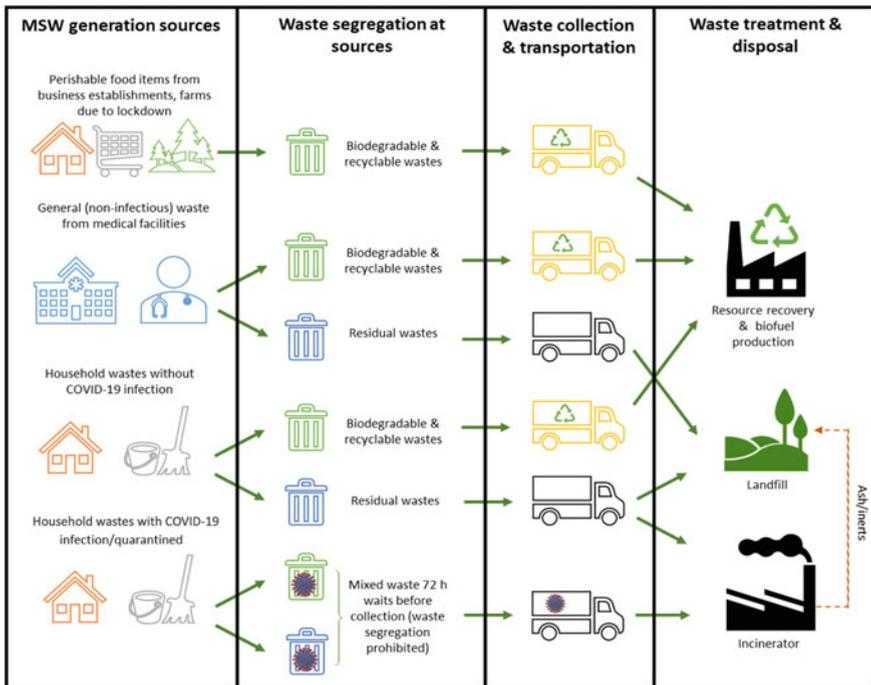 MSW generation sources
Waste segregation at
sources
Waste collection
& transportation
Waste treatment &
disposal
Perishable food items from
business establishments, farms
due to lockdown
Biodegradable &
recyclable wastes
General (non-infectious) waste
from medical facilities
Biodegradable &
recyclable wastes
Residual wastes
Resource recovery
& biofuel
production
Household wastes without
COVID-19 infection
Biodegradable &
recyclable wastes
Residual wastes
Landfill
Ash/inerts
Household wastes with COVID-19
infection/quarantined
Mixed waste 72 h
waits before
collection (waste
segregation
prohibited)
Incinerator